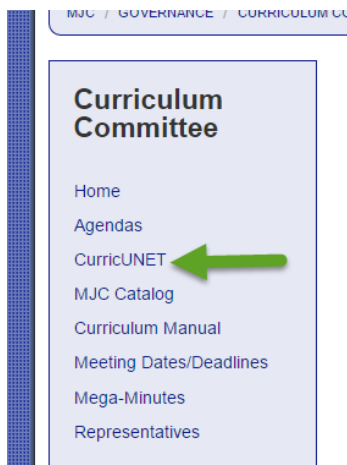 MJC / GOVERNANCE / CURRICULUM CO
Curriculum
Committee
Home
Agendas
CurricUNET
MJC Catalog
Curriculum Manual
Meeting Dates/Deadlines
Mega-Minutes
Representatives